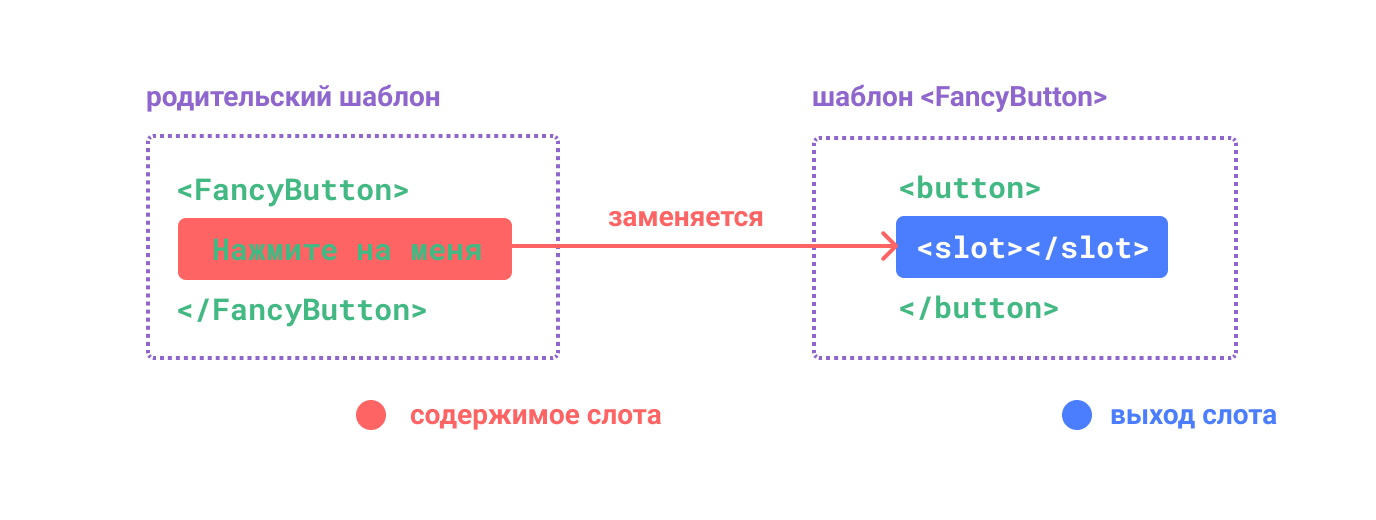 родительский шаблон
<FancyButton>
Нажмите на меня
</FancyButton>
заменяется
шаблон <FancyButton>
<button>
<slot></slot>
</button>
содержимое слота
выход слота